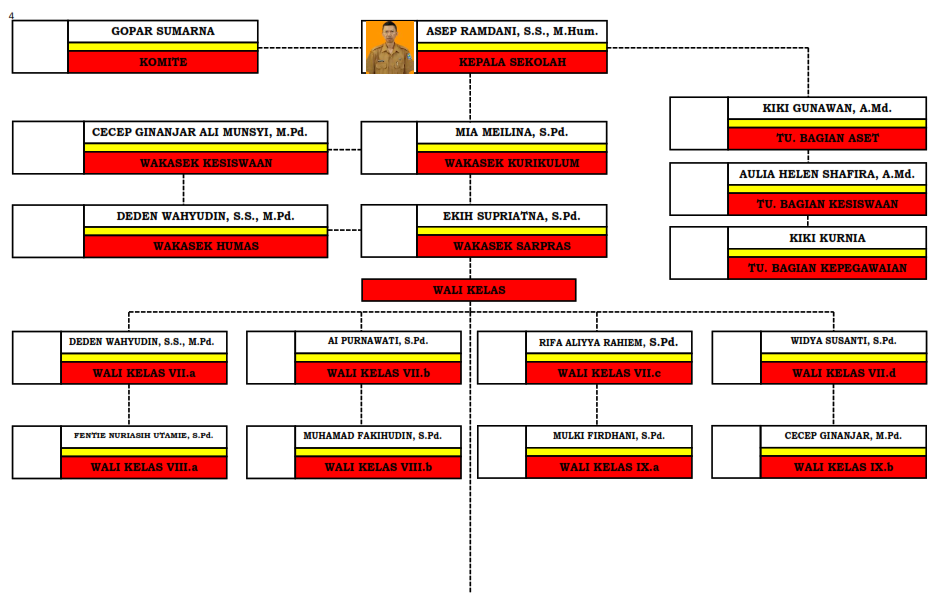 4
GOPAR SUMARNA
KOMITE
ASEP RAMDANI, S.S., M.Hum.
KEPALA SEKOLAH
KIKI GUNAWAN, A.Md.
TU. BAGIAN ASET
CECEP GINANJAR ALI MUNSYI, M.Pd.
WAKASEK KESISWAAN
MIA MEILINA, S.Pd.
WAKASEK KURIKULUM
AULIA HELEN SHAFIRA, A.Md.
TU. BAGIAN KESISWAAN
DEDEN WAHYUDIN, S.S., M.Pd.
WAKASEK HUMAS
EKIH SUPRIATNA, S.Pd.
WAKASEK SARPRAS
KIKI KURNIA
TU. BAGIAN KEPEGAWAIAN
WALI KELAS
DEDEN WAHYUDIN, S.S., M.Pd.
WALI KELAS VII.a
AI PURNAWATI, S.Pd.
WALI KELAS VII.b
RIFA ALIYYA RAHIEM, S.Pd.
WALI KELAS VII.c
WIDYA SUSANTI, S.Pd.
WALI KELAS VII.d
FENTIE NURIASIH UTAMIE, S.Pd.
WALI KELAS VIII.a
MUHAMAD FAKIHUDIN, S.Pd.
WALI KELAS VIII.b
MULKI FIRDHANI, S.Pd.
WALI KELAS IX.a
CECEP GINANJAR, M.Pd.
WALI KELAS IX.b